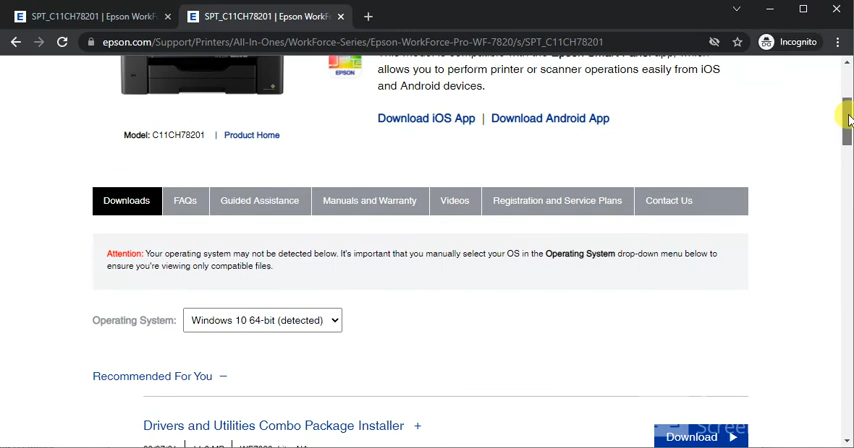 SPT_C11CH78201 | Epson WorkF
SPT_C11CH78201 | Epson WorkF
epson.com/Support/Printers/All-In-Ones/WorkForce-Series/Epson-WorkForce-Pro-WF-7820/s/SPT_C11CH78201
Incognito
allows you to perform printer or scanner operations easily from iOS
and Android devices.
EPSON
Download iOS App | Download Android App
Model: C11CH78201 | Product Home
Downloads FAQs Guided Assistance Manuals and Warranty Videos Registration and Service Plans Contact Us
Attention: Your operating system may not be detected below. It's important that you manually select your OS in the Operating System drop-down menu below to
ensure you're viewing only compatible files.
Operating System: Windows 10 64-bit (detected)
Recommended For You −
Drivers and Utilities Combo Package Installer +
Download